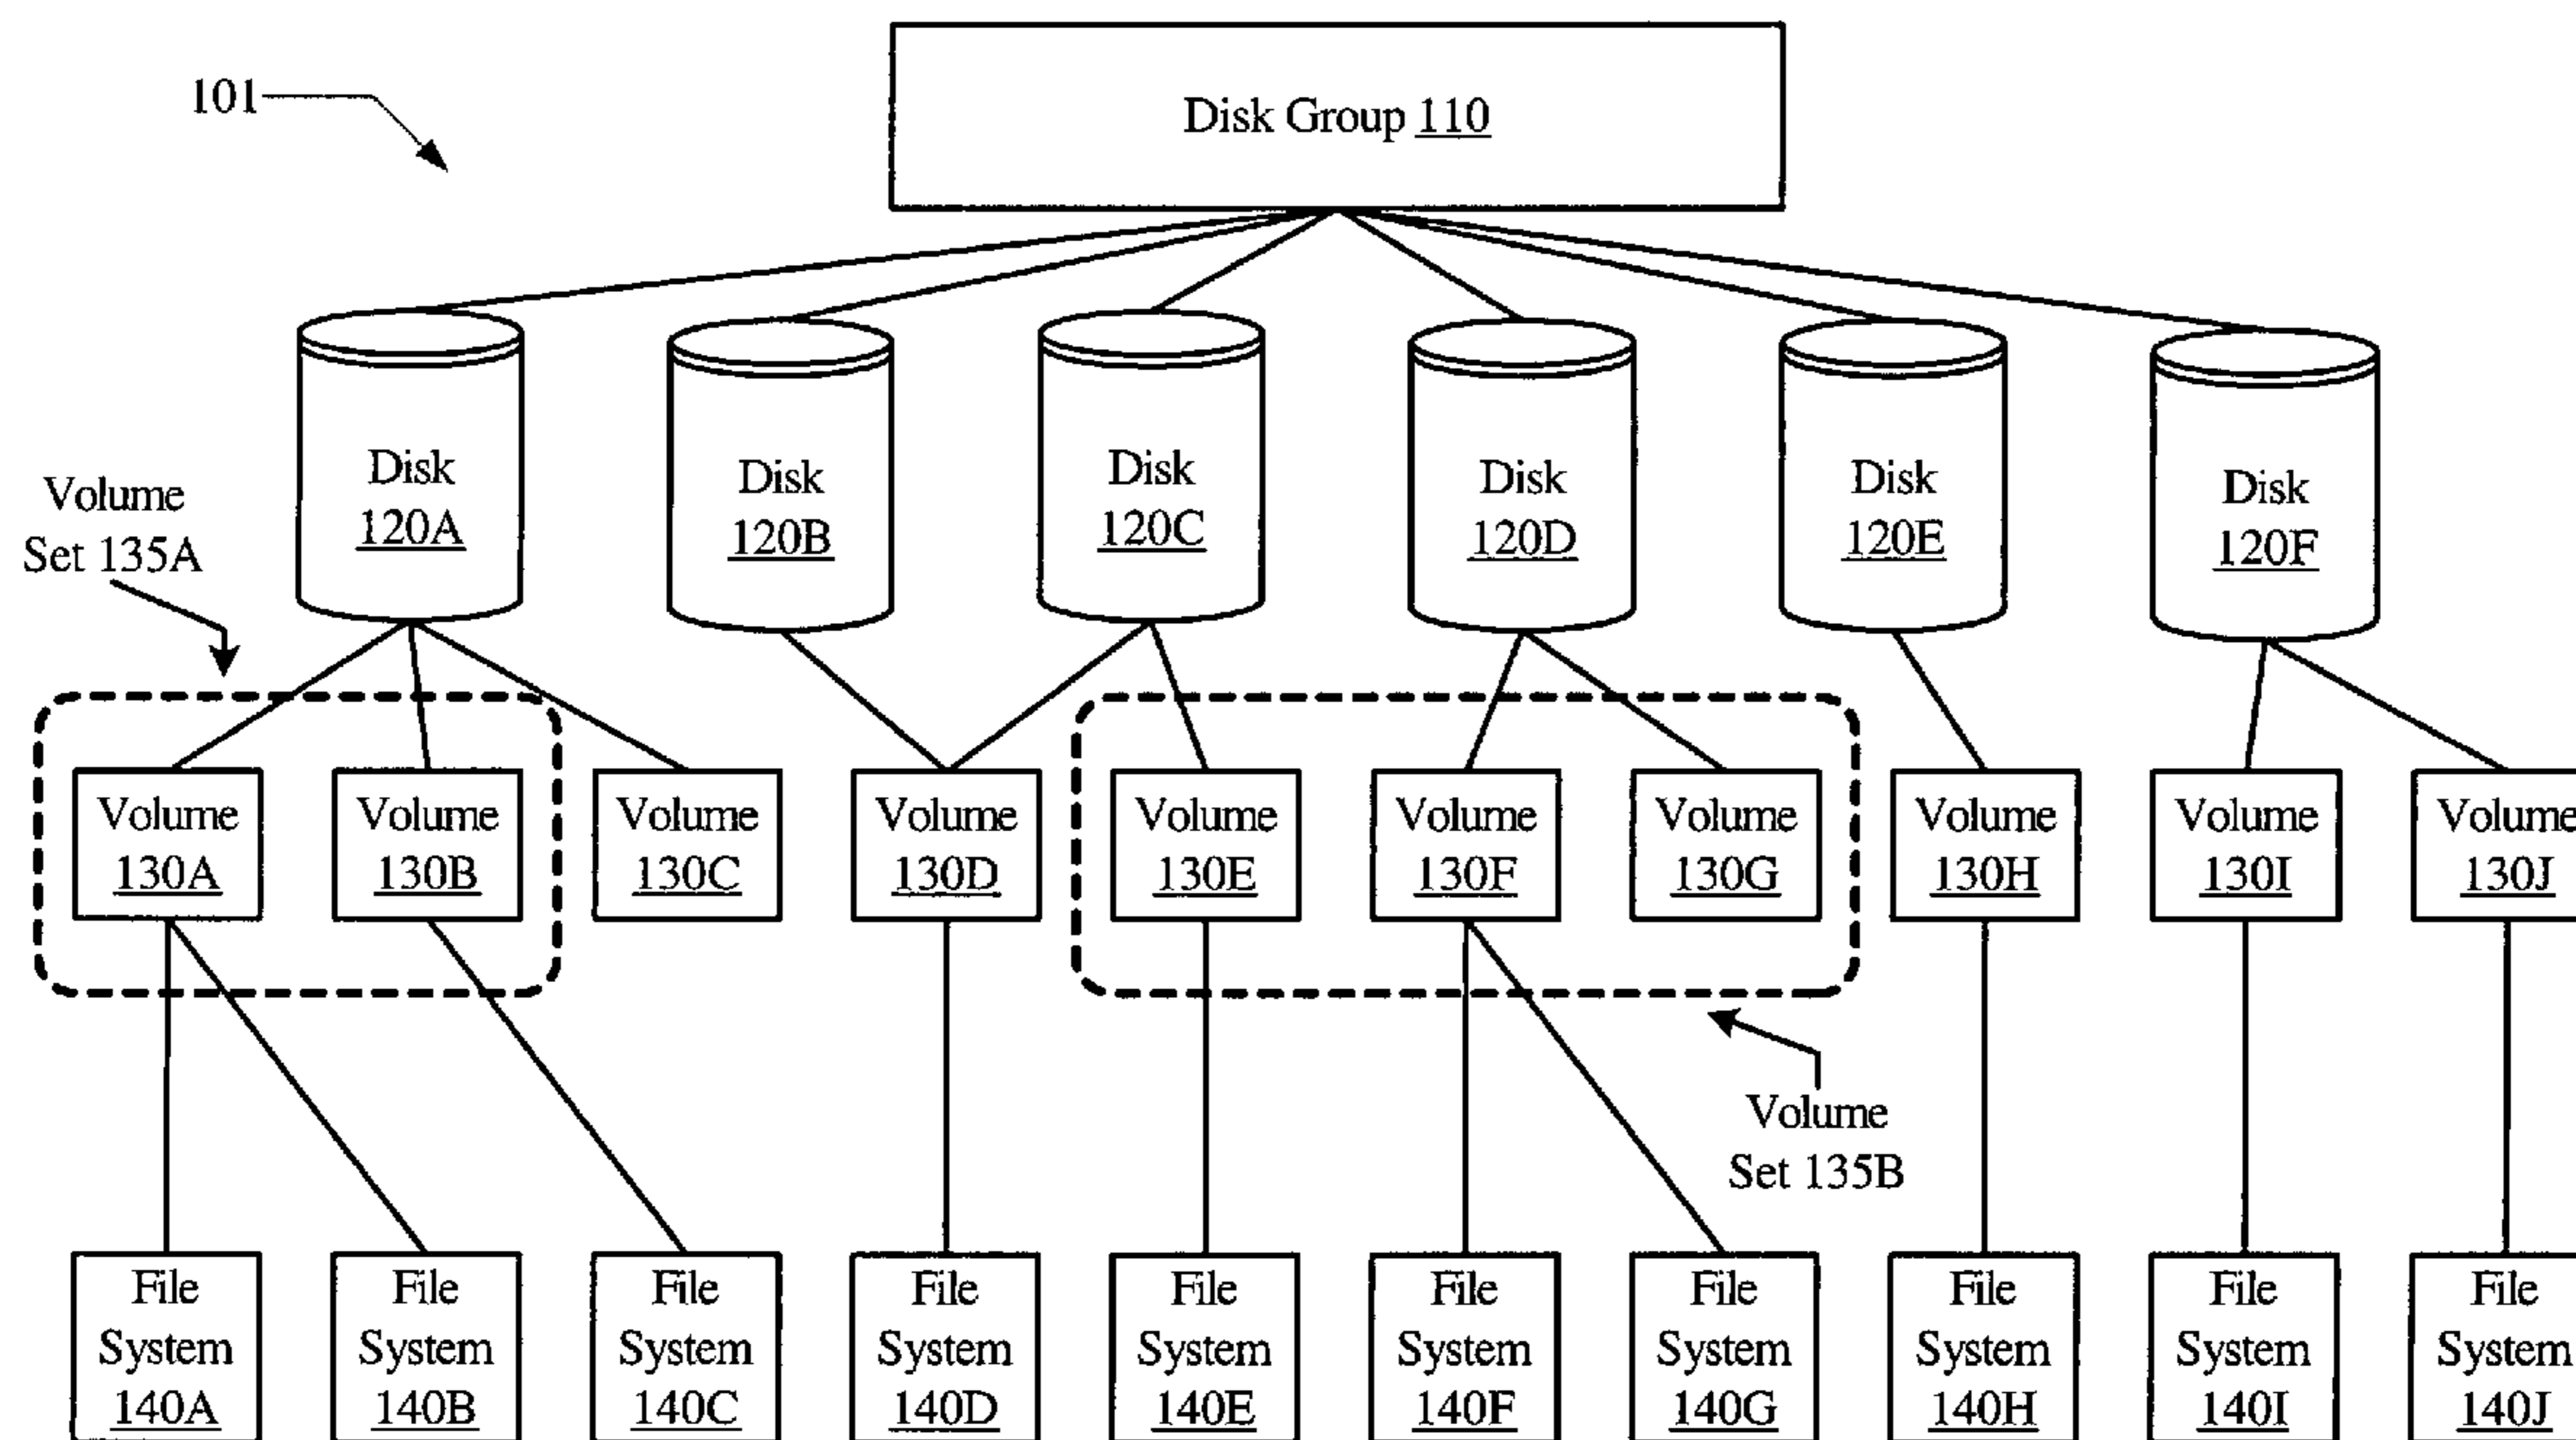 Disk Group 110
101
Disk
120A
Disk
120B
Disk
120C
Disk
120D
Disk
120E
Disk
120F
Volume
Set 135A
Volume
130A
Volume
130B
Volume
130C
Volume
130D
Volume
130E
Volume
130F
Volume
130G
Volume
130H
Volume
130I
Volume
130J
Volume
Set 135B
File
System
140A
File
System
140B
File
System
140C
File
System
140D
File
System
140E
File
System
140F
File
System
140G
File
System
140H
File
System
140I
File
System
140J